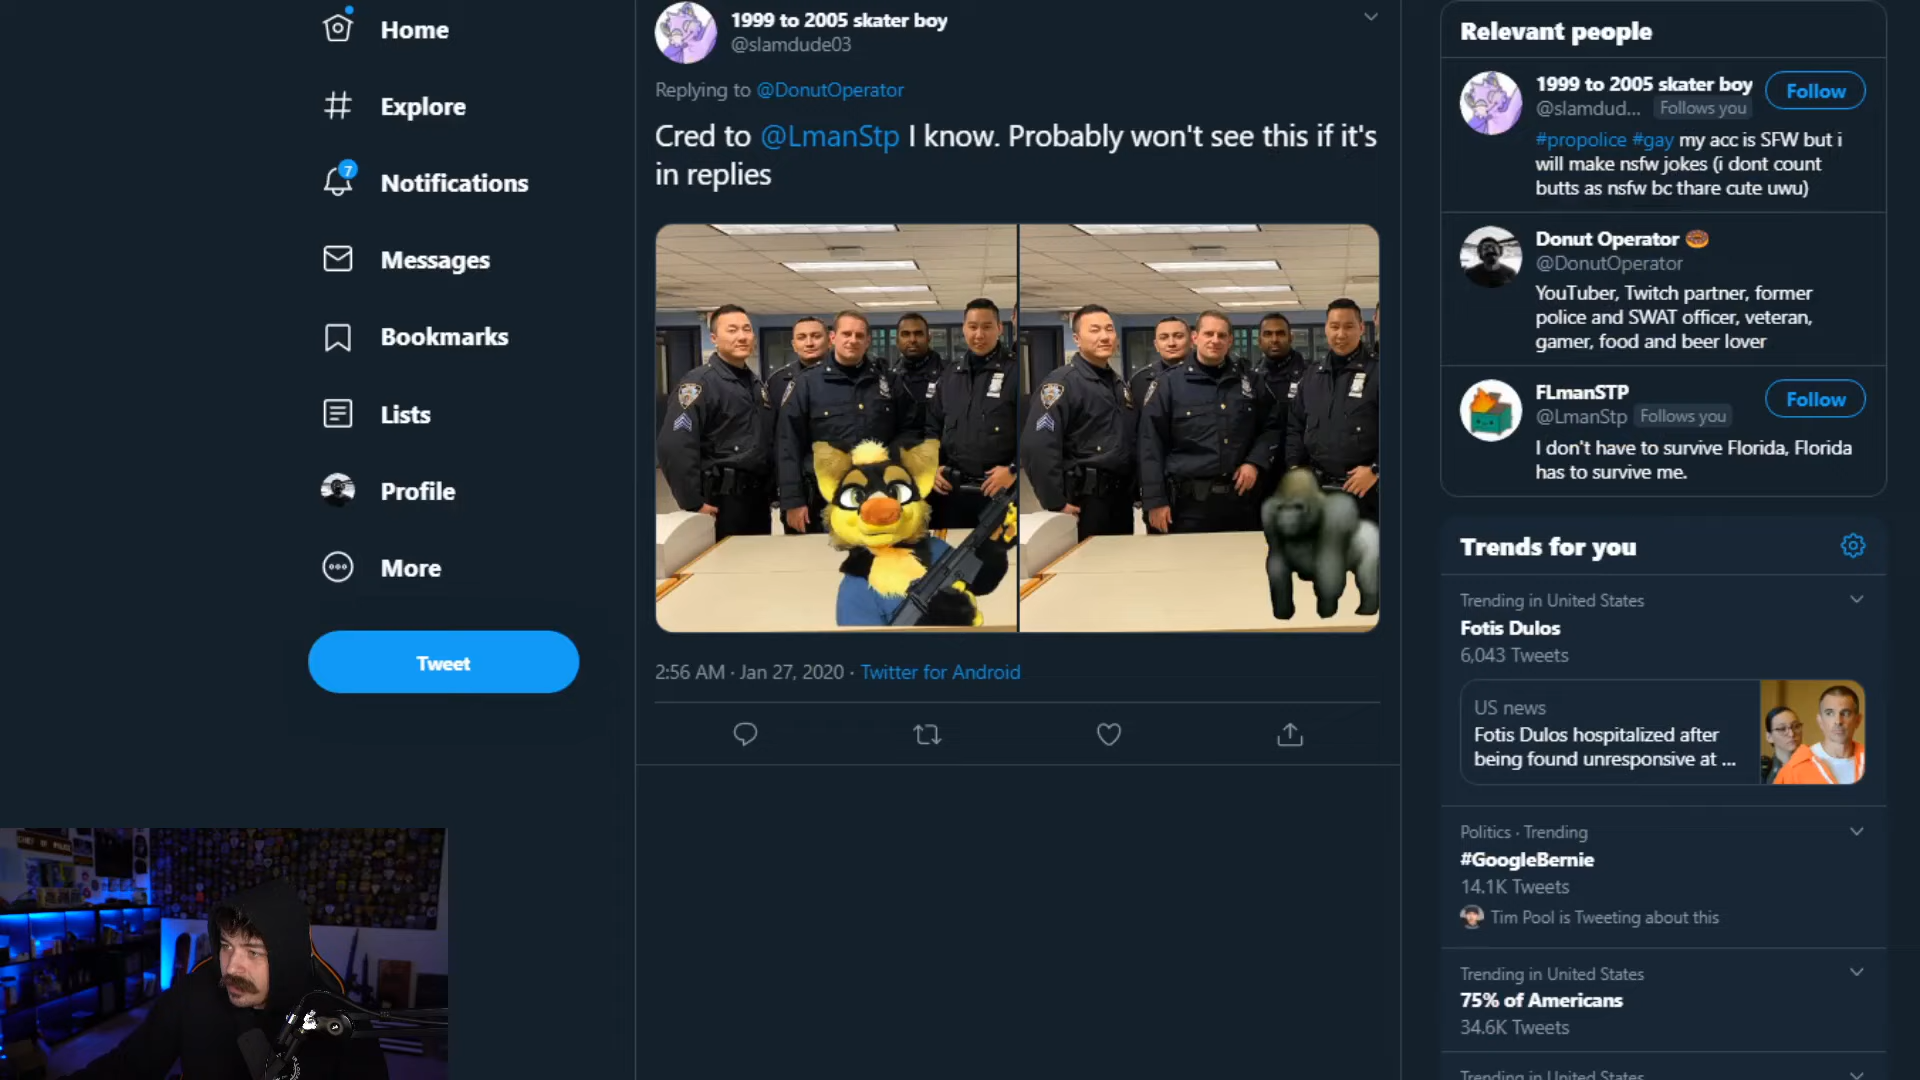 Home
Explore
7
Notifications
Messages
Bookmarks
Lists
Profile
More
Tweet
1999 to 2005 skater boy
@slamdude03
Replying to @DonutOperator
Cred to @LmanStp I know. Probably won't see this if it's
in replies
2:56 AM · Jan 27, 2020 · Twitter for Android
Relevant people
1999 to 2005 skater boy
@slamdud... Follows you
Follow
#propolice #gay my acc is SFW but i
will make nsfw jokes (i dont count
butts as nsfw bc thare cute uwu)
Donut Operator 🍩
@DonutOperator
YouTuber, Twitch partner, former
police and SWAT officer, veteran,
gamer, food and beer lover
FLmanSTP
@LmanStp Follows you
Follow
I don't have to survive Florida, Florida
has to survive me.
Trends for you
Trending in United States
Fotis Dulos
6,043 Tweets
US news
Fotis Dulos hospitalized after
being found unresponsive at ...
Politics · Trending
#GoogleBernie
14.1K Tweets
Tim Pool is Tweeting about this
Trending in United States
75% of Americans
34.6K Tweets
Trending in United States